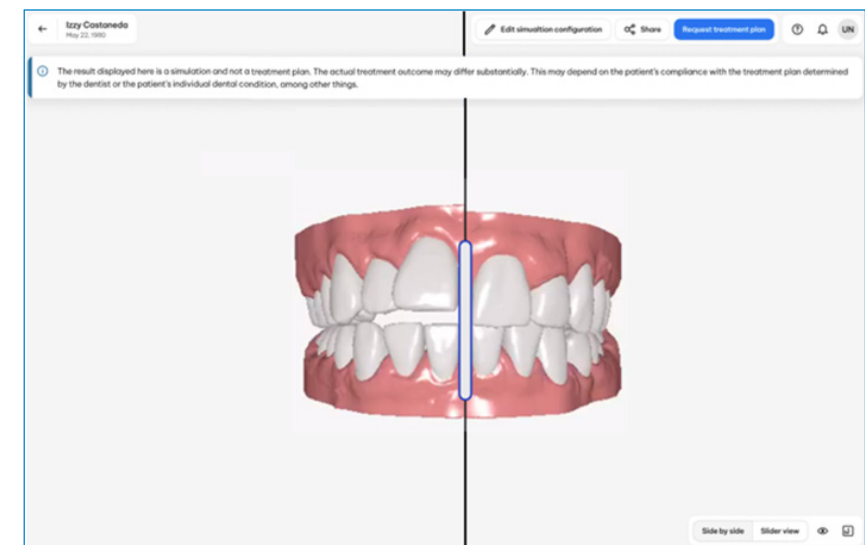 Izzy Castanedo
May 22, 1980
Edit simualtion configuration
Share
Request treatment plan
UN
The result displayed here is a simulation and not a treatment plan. The actual treatment outcome may differ substantially. This may depend on the patient's compliance with the treatment plan determined
by the dentist or the patient's individual dental condition, among other things.
Side by side
Slider view